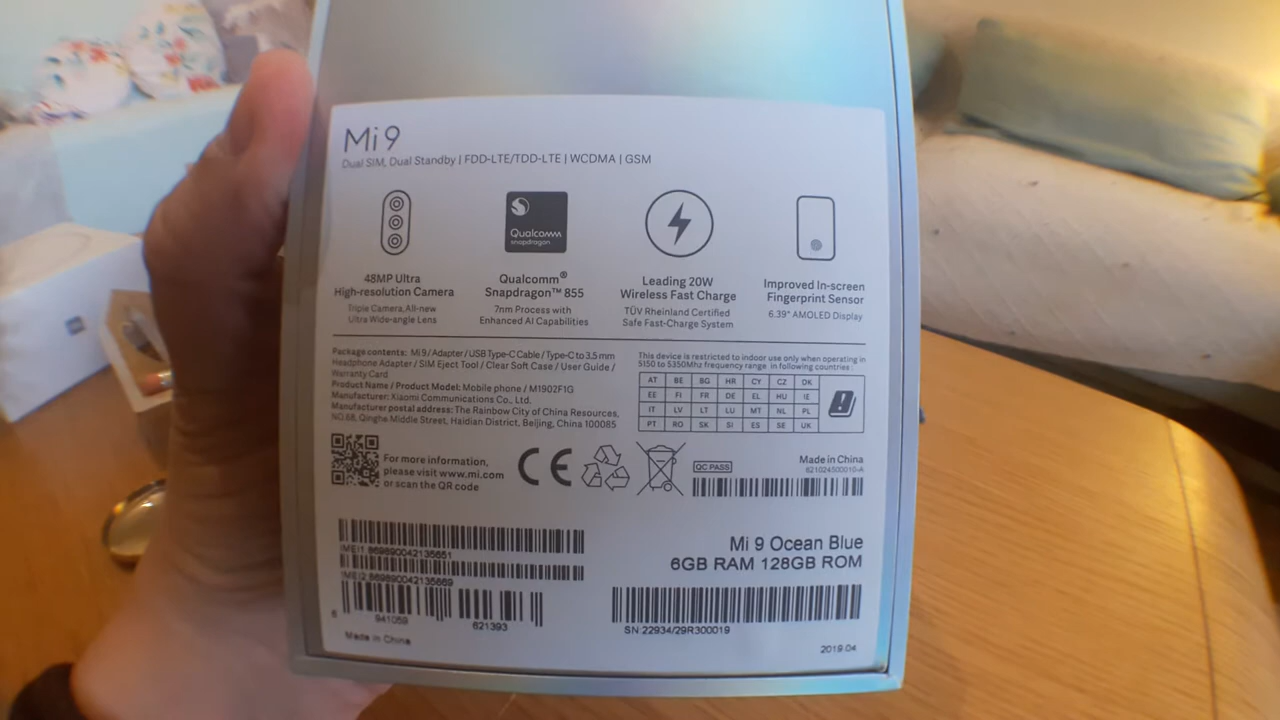 Mi 9
Dual SIM, Dual Standby | FDD-LTE/TDD-LTE | WCDMA | GSM
Qualcomm
snapdragon
48MP Ultra
High-resolution Camera
Triple Camera, All-new
Ultra Wide-angle Lens
Qualcomm®
Snapdragon™ 855
7nm Process with
Enhanced AI Capabilities
Leading 20W
Wireless Fast Charge
TÜV Rheinland Certified
Safe Fast-Charge System
Improved In-screen
Fingerprint Sensor
6.39" AMOLED Display
Package contents: Mi 9 / Adapter / USB Type-C Cable / Type-C to 3.5 mm
Headphone Adapter / SIM Eject Tool / Clear Soft Case / User Guide /
Warranty Card
Product Name / Product Model: Mobile phone / M1902F1G
Manufacturer: Xiaomi Communications Co., Ltd.
Manufacturer postal address: The Rainbow City of China Resources,
NO.68, Qinghe Middle Street, Haidian District, Beijing, China 100085
This device is restricted to indoor use only when operating in
5150 to 5350Mhz frequency range in following countries:
AT BE BG HR CY CZ DK
EE FI FR DE EL HU IE
IT LV LT LU MT NL PL
PT RO SK SI ES SE UK
For more information,
please visit www.mi.com
or scan the QR code
CE
QC PASS
Made in China
821024500010-A
IMEI1 869890042135651
IMEI2 869890042135669
6 941059 621393
Made in China
Mi 9 Ocean Blue
6GB RAM 128GB ROM
SN 22934/29R300019
2019.04